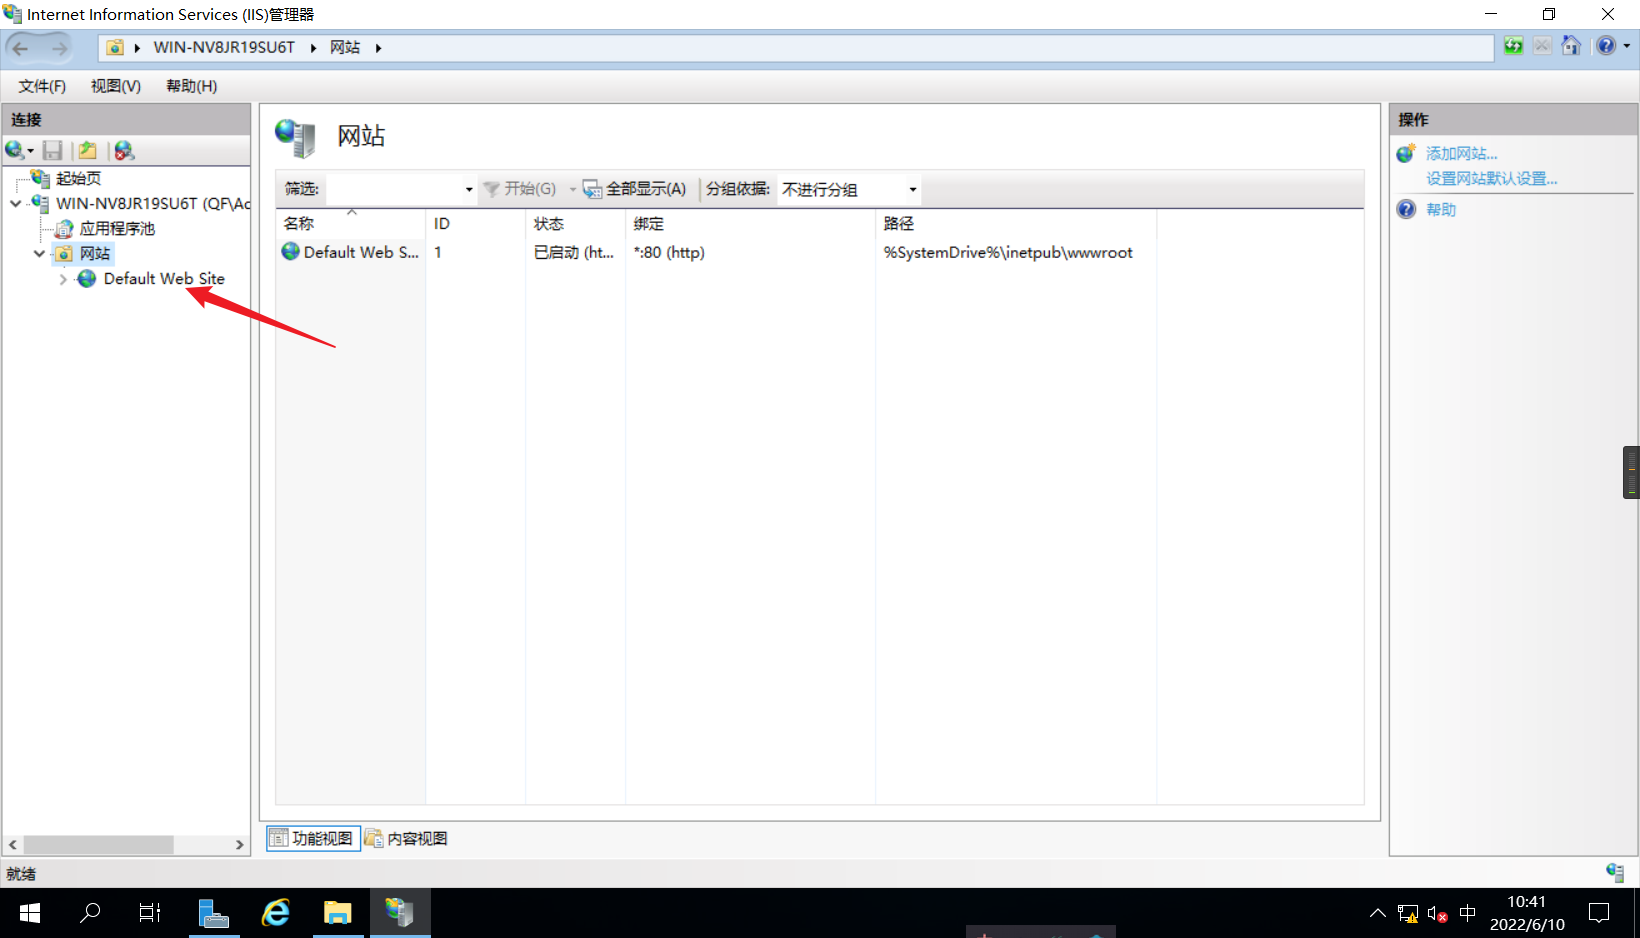 Internet Information Services (IIS)管理器
WIN-NV8JR19SU6T 网站
文件(F) 视图(V) 帮助(H)
连接
起始页
WIN-NV8JR19SU6T (QF\Ac
应用程序池
网站
Default Web Site
网站
筛选: 开始(G) 全部显示(A) 分组依据: 不进行分组
名称 ID 状态 绑定 路径
Default Web S... 1 已启动 (ht... *:80 (http) %SystemDrive%\inetpub\wwwroot
功能视图 内容视图
操作
添加网站...
设置网站默认设置...
帮助
就绪
中
10:41
2022/6/10